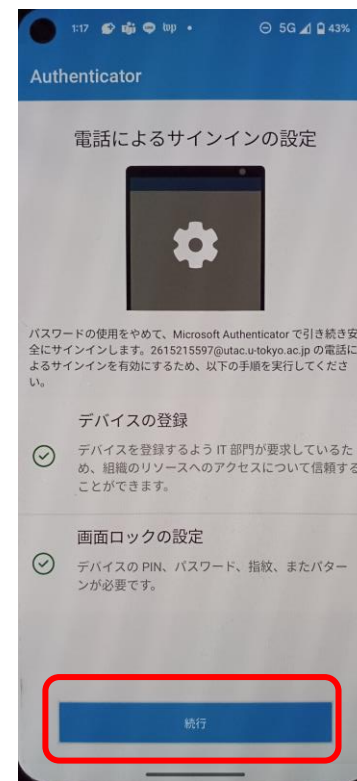 1:17
5G 43%
Authenticator
電話によるサインインの設定
パスワードの使用をやめて、Microsoft Authenticator で引き続き安
全にサインインします。2615215597@utac.u-tokyo.ac.jp の電話に
よるサインインを有効にするため、以下の手順を実行してくださ
い。
デバイスの登録
デバイスを登録するよう IT 部門が要求しているた
め、組織のリソースへのアクセスについて信頼する
ことができます。
画面ロックの設定
デバイスの PIN、パスワード、指紋、またパター
ンが必要です。
続行